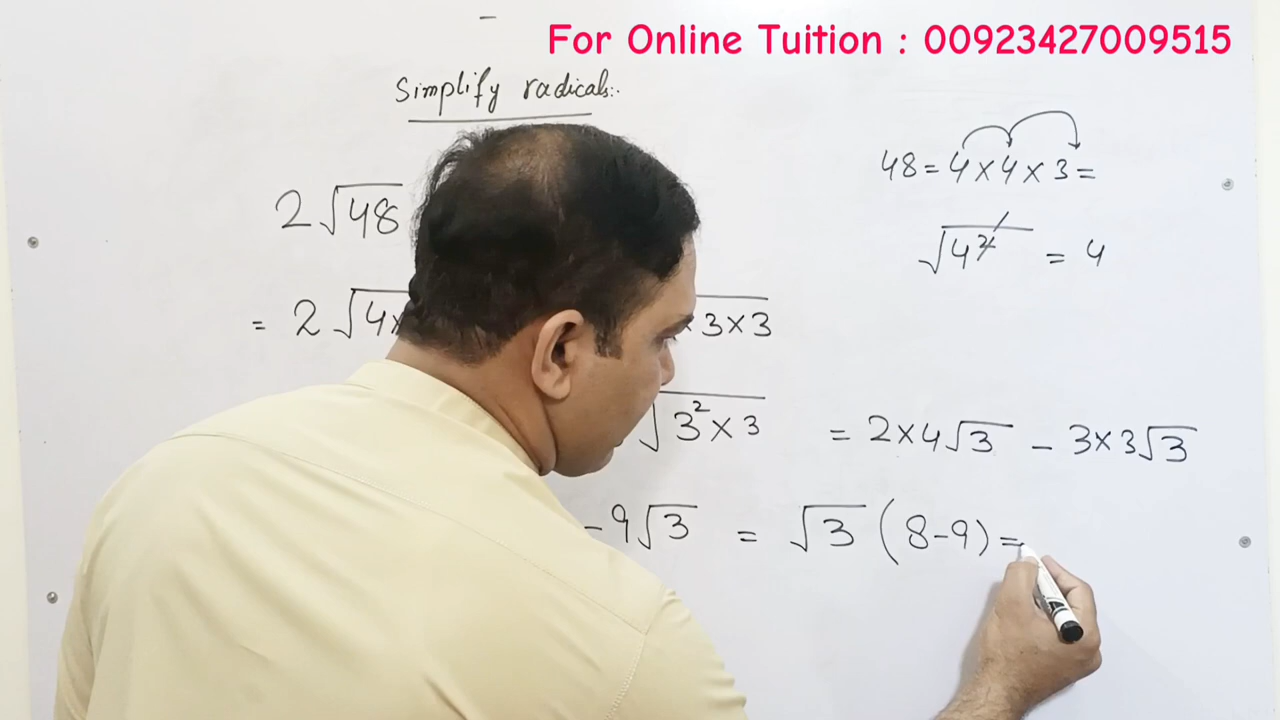 For Online Tuition : 00923427009515
Simplify radicals:.
48 = 4 × 4 × 3 =
2√48
√4² = 4
= 2√4×
× 3 × 3
√3² × 3 = 2×4√3 - 3×3√3
- 9√3 = √3 (8-9) =